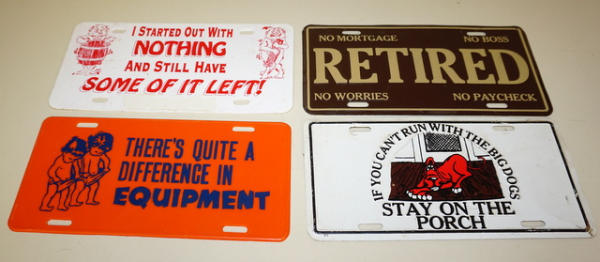 I STARTED OUT WITH
NOTHING
AND STILL HAVE
SOME OF IT LEFT!
NO MORTGAGE NO BOSS
RETIRED
NO WORRIES NO PAYCHECK
THERE'S QUITE A
DIFFERENCE IN
EQUIPMENT
IF YOU CAN'T RUN WITH THE BIG DOGS
STAY ON THE
PORCH